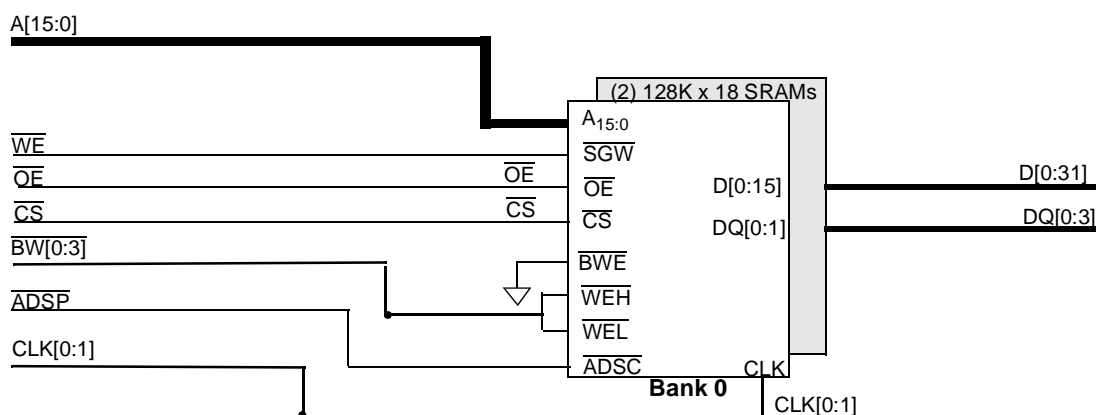 A[15:0]
(2) 128K x 18 SRAMs
A15:0
WE
SGW
OE
OE
OE
D[0:15]
D[0:31]
CS
CS
CS
DQ[0:1]
DQ[0:3]
BW[0:3]
BWE
ADSP
WEH
WEL
CLK[0:1]
ADSC
CLK
Bank 0
CLK[0:1]